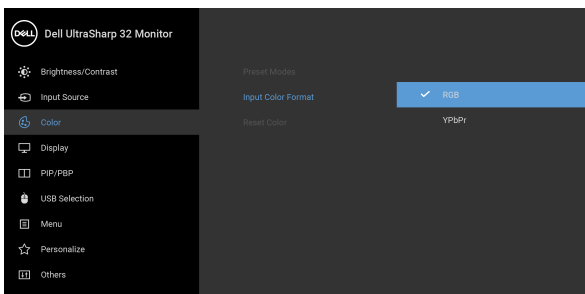 DELL
Dell UltraSharp 32 Monitor
Brightness/Contrast
Input Source
Color
Display
PIP/PBP
USB Selection
Menu
Personalize
Others
Preset Modes
Input Color Format
Reset Color
RGB
YPbPr